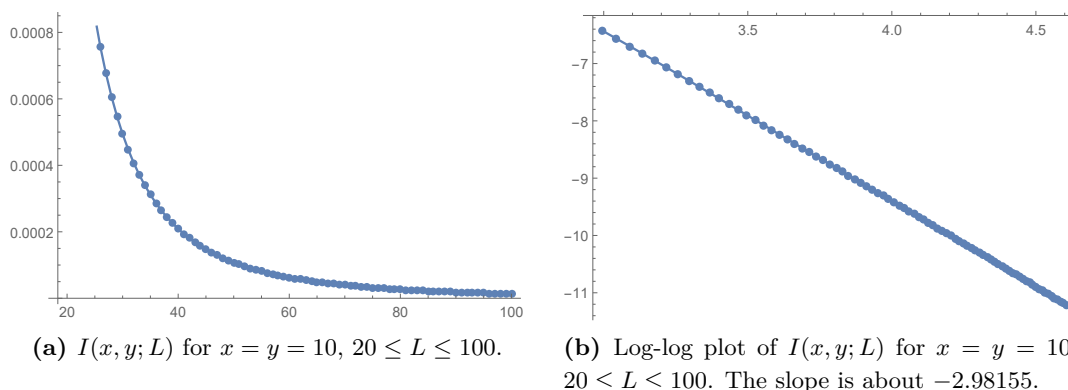 0.0008
0.0006
0.0004
0.0002
20 40 60 80 100
(a) I(x, y; L) for x = y = 10, 20 ≤ L ≤ 100.
3.5 4.0 4.5
−7
−8
−9
−10
−11
(b) Log-log plot of I(x, y; L) for x = y = 10
20 < L < 100. The slope is about −2.98155.